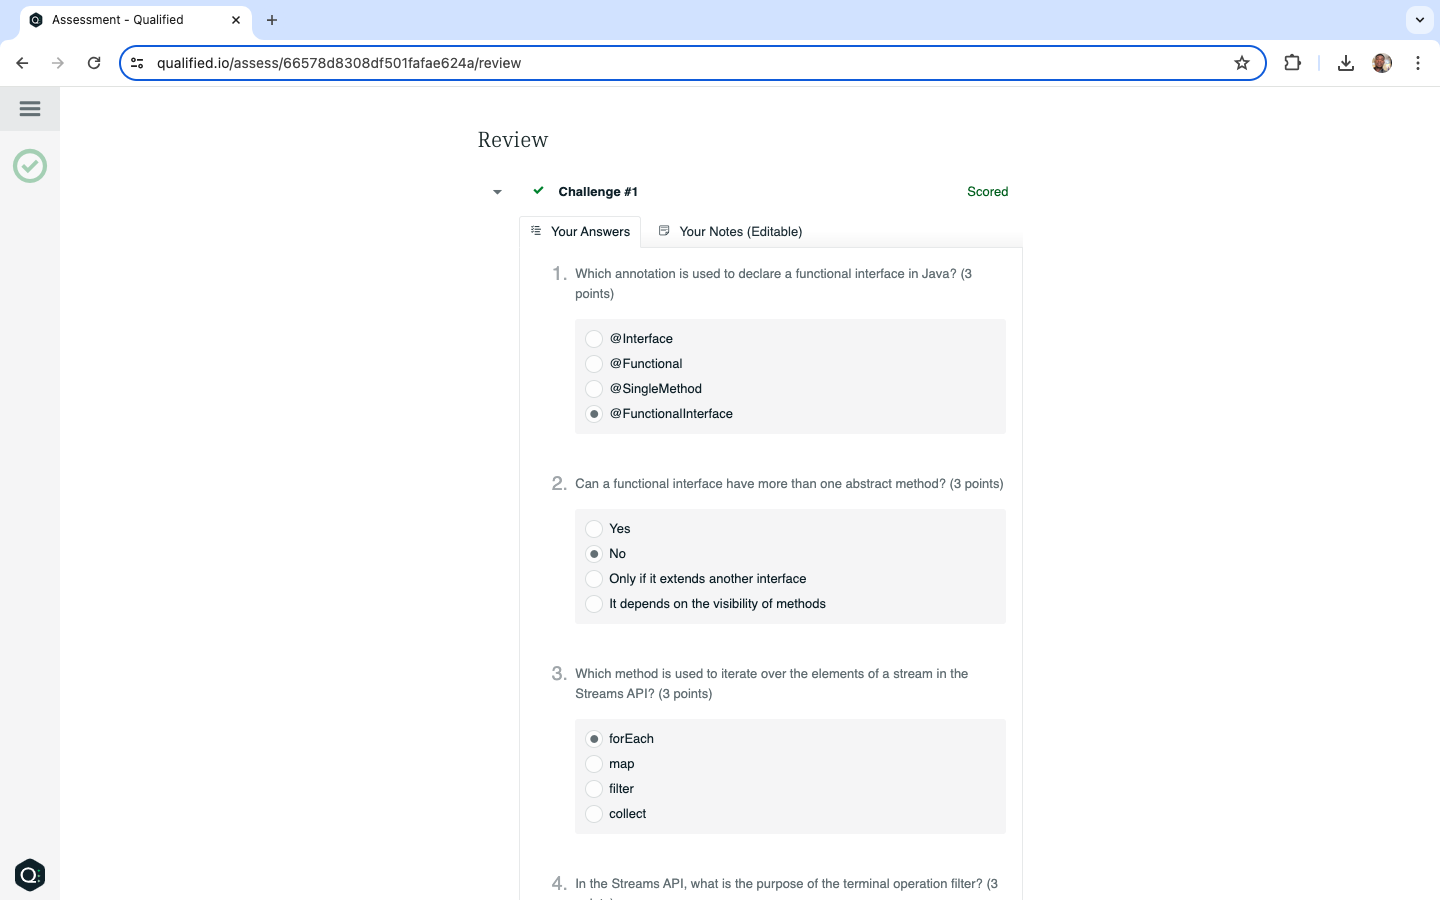 Assessment - Qualified
qualified.io/assess/66578d8308df501fafae624a/review
Review
Challenge #1
Scored
Your Answers
Your Notes (Editable)
1. Which annotation is used to declare a functional interface in Java? (3
points)
@Interface
@Functional
@SingleMethod
@FunctionalInterface
2. Can a functional interface have more than one abstract method? (3 points)
Yes
No
Only if it extends another interface
It depends on the visibility of methods
3. Which method is used to iterate over the elements of a stream in the
Streams API? (3 points)
forEach
map
filter
collect
4. In the Streams API, what is the purpose of the terminal operation filter? (3